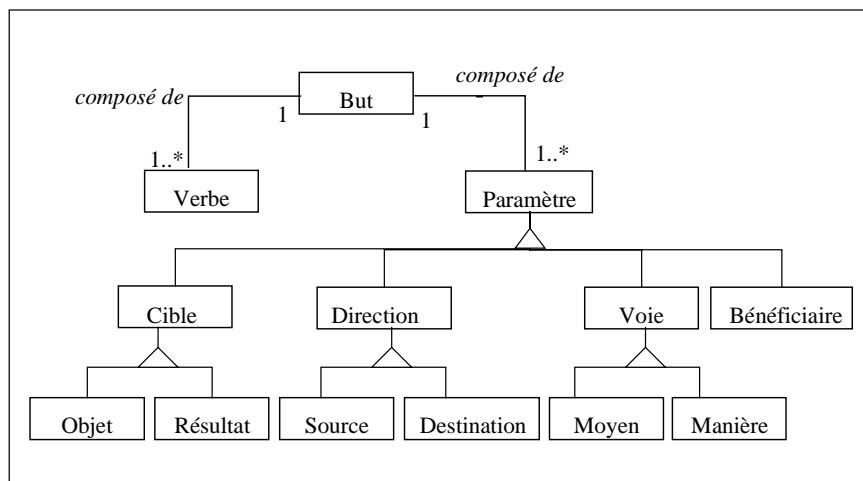 composé de
But
composé de
1
1
1..*
1..*
Verbe
Paramètre
Cible
Direction
Voie
Bénéficiaire
Objet
Résultat
Source
Destination
Moyen
Manière